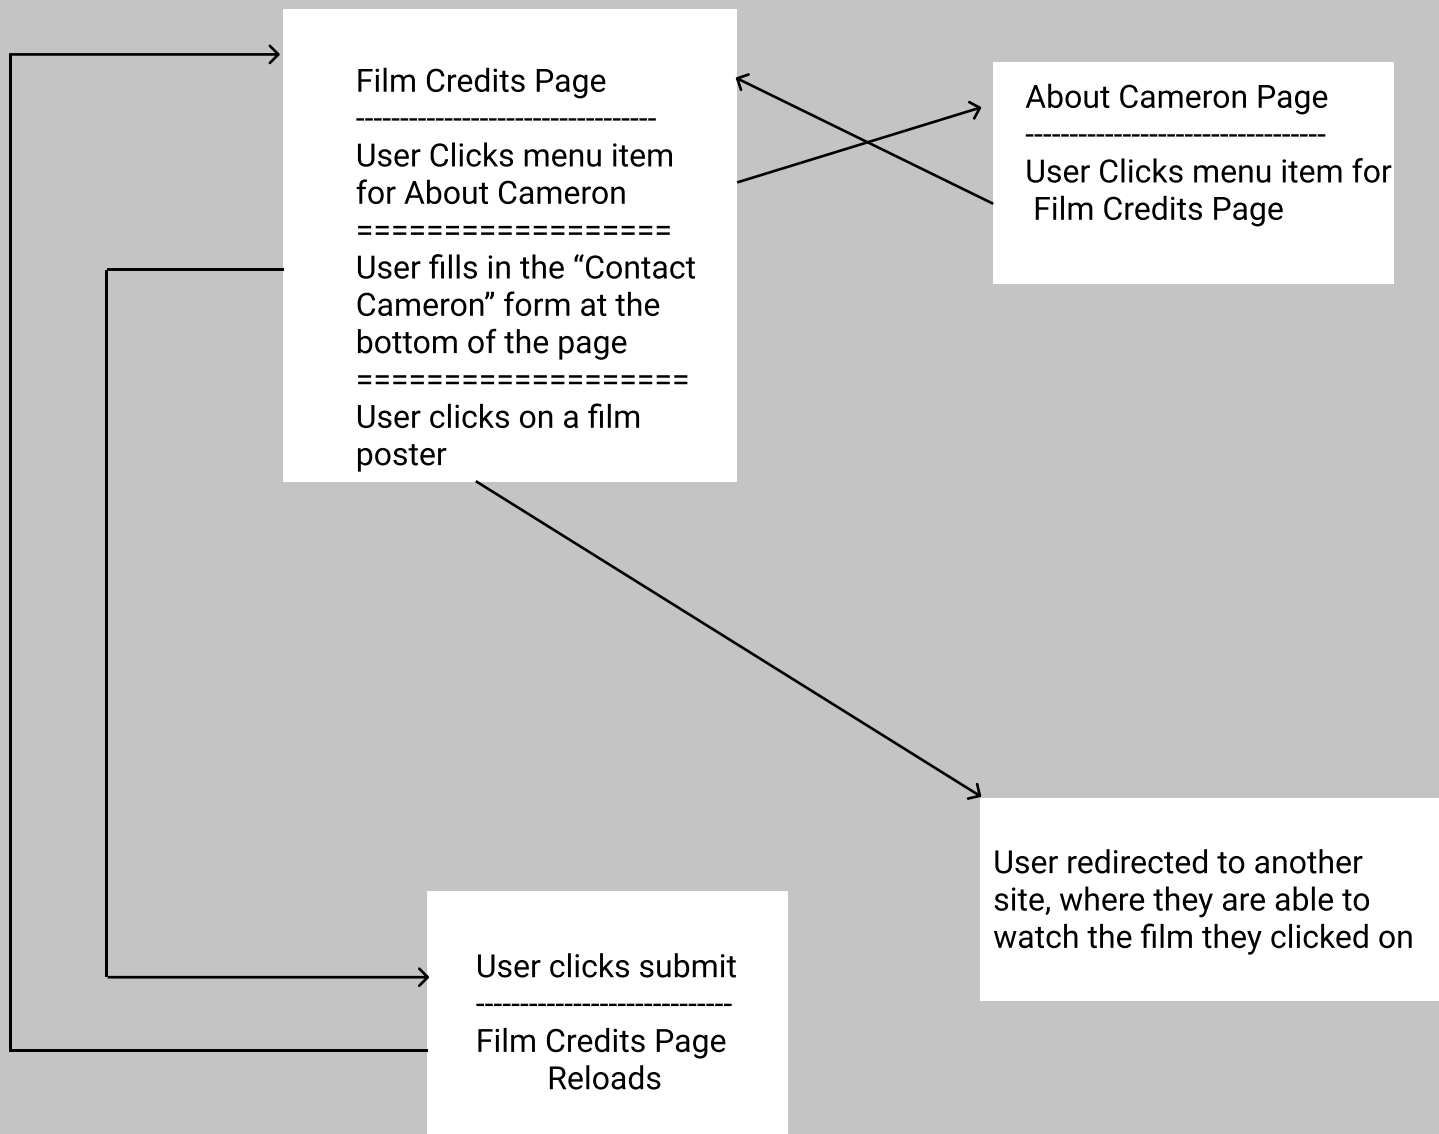 Film Credits Page
----------------------------------
User Clicks menu item
for About Cameron
==================
User fills in the “Contact
Cameron” form at the
bottom of the page
===================
User clicks on a film
poster
About Cameron Page
----------------------------------
User Clicks menu item for
Film Credits Page
User redirected to another
site, where they are able to
watch the film they clicked on
User clicks submit
-----------------------------
Film Credits Page
Reloads